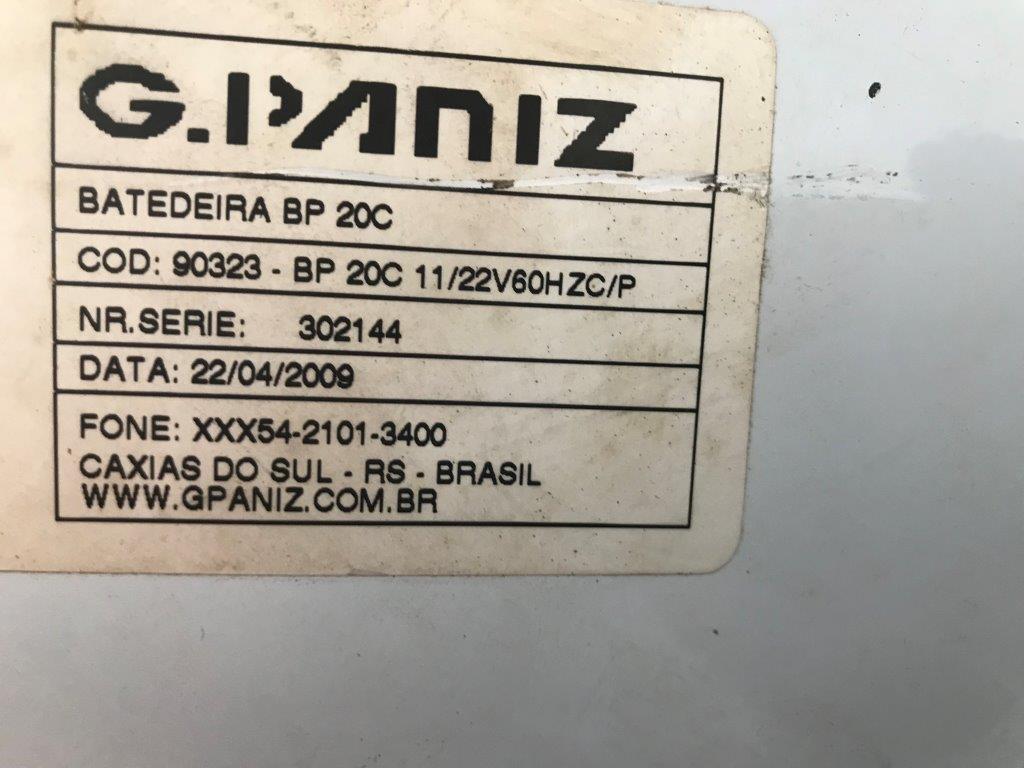 G.PANIZ
BATEDEIRA BP 20C
COD: 90323 - BP 20C 11/22V60HZC/P
NR.SERIE: 302144
DATA: 22/04/2009
FONE: XXX54-2101-3400
CAXIAS DO SUL - RS - BRASIL
WWW.GPANIZ.COM.BR